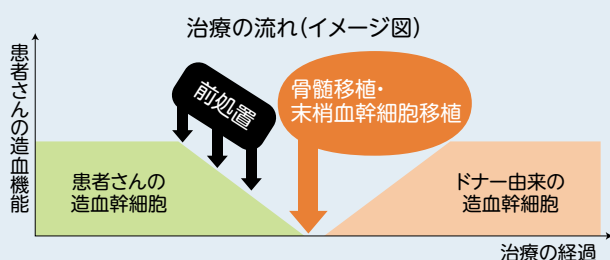 治療の流れ(イメージ図)
患者さんの造血機能
前処置
骨髄移植・
末梢血幹細胞移植
患者さんの
造血幹細胞
ドナー由来の
造血幹細胞
治療の経過